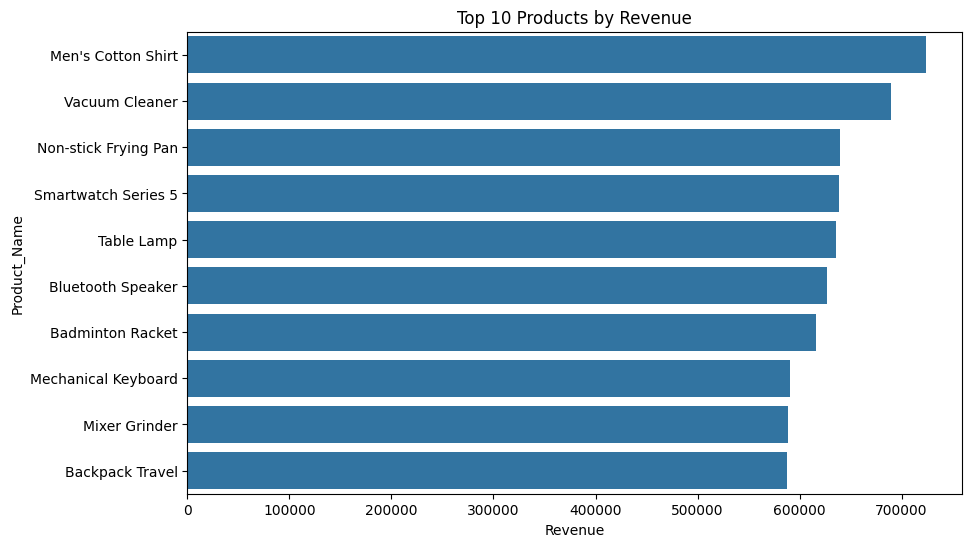 Top 10 Products by Revenue
Product_Name
Men's Cotton Shirt
Vacuum Cleaner
Non-stick Frying Pan
Smartwatch Series 5
Table Lamp
Bluetooth Speaker
Badminton Racket
Mechanical Keyboard
Mixer Grinder
Backpack Travel
0 100000 200000 300000 400000 500000 600000 700000
Revenue